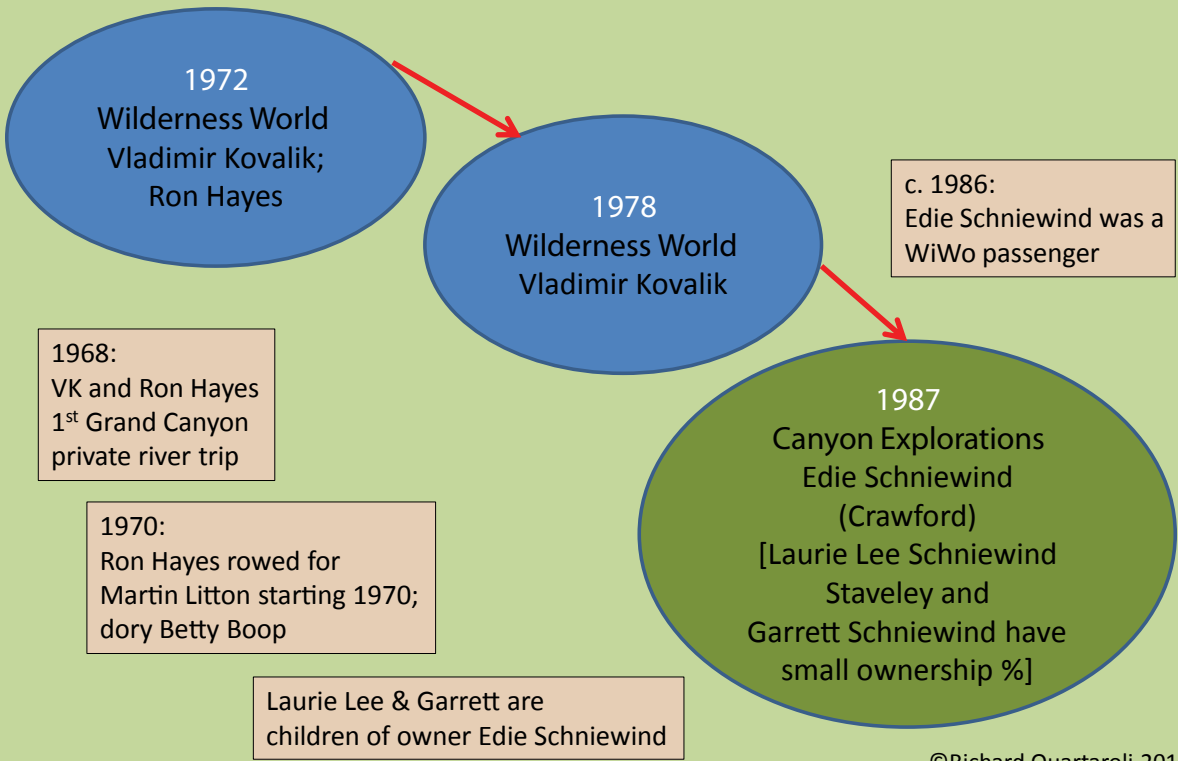 1972
Wilderness World
Vladimir Kovalik;
Ron Hayes
1978
Wilderness World
Vladimir Kovalik
c. 1986:
Edie Schniewind was a
WiWo passenger
1968:
VK and Ron Hayes
1st Grand Canyon
private river trip
1987
Canyon Explorations
Edie Schniewind
(Crawford)
[Laurie Lee Schniewind
Staveley and
Garrett Schniewind have
small ownership %]
1970:
Ron Hayes rowed for
Martin Litton starting 1970;
dory Betty Boop
Laurie Lee & Garrett are
children of owner Edie Schniewind